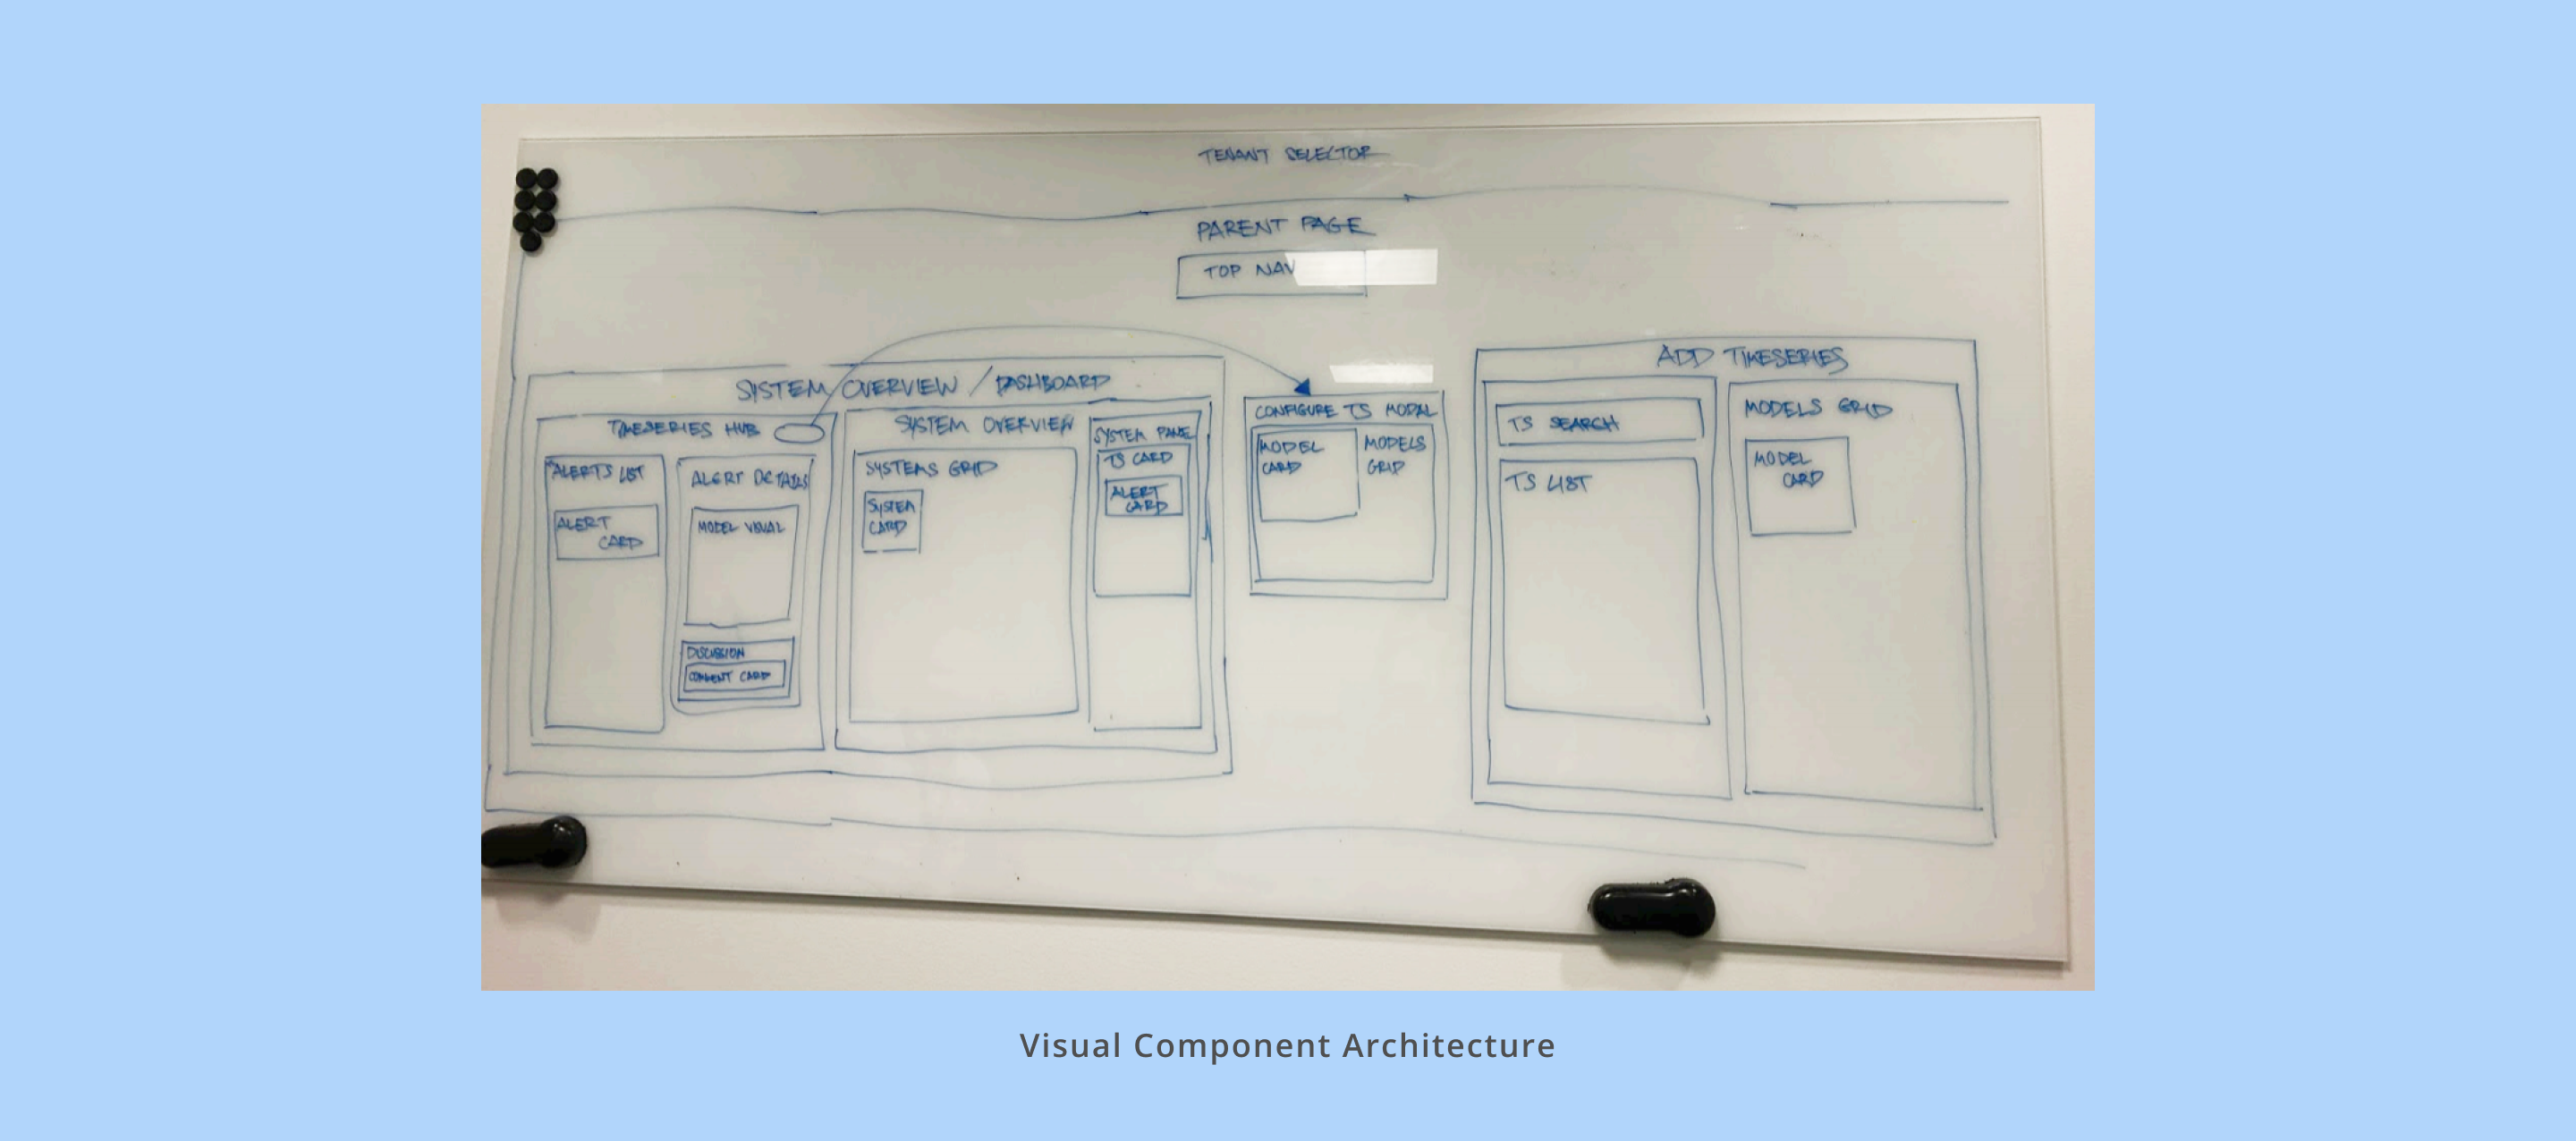 TENANT SELECTOR
PARENT PAGE
TOP NAV
SYSTEM OVERVIEW / DASHBOARD
TIMESERIES HUB
ALERTS LIST
ALERT
CARD
ALERT DETAILS
MODEL VISUAL
DISCUSSION
COMMENT CARD
SYSTEM OVERVIEW
SYSTEMS GRID
SYSTEM
CARD
SYSTEM PANEL
TS CARD
ALERT
CARD
CONFIGURE TS MODAL
MODEL
CARD
MODELS
GRID
ADD TIMESERIES
TS SEARCH
TS LIST
MODELS GRID
MODEL
CARD
Visual Component Architecture